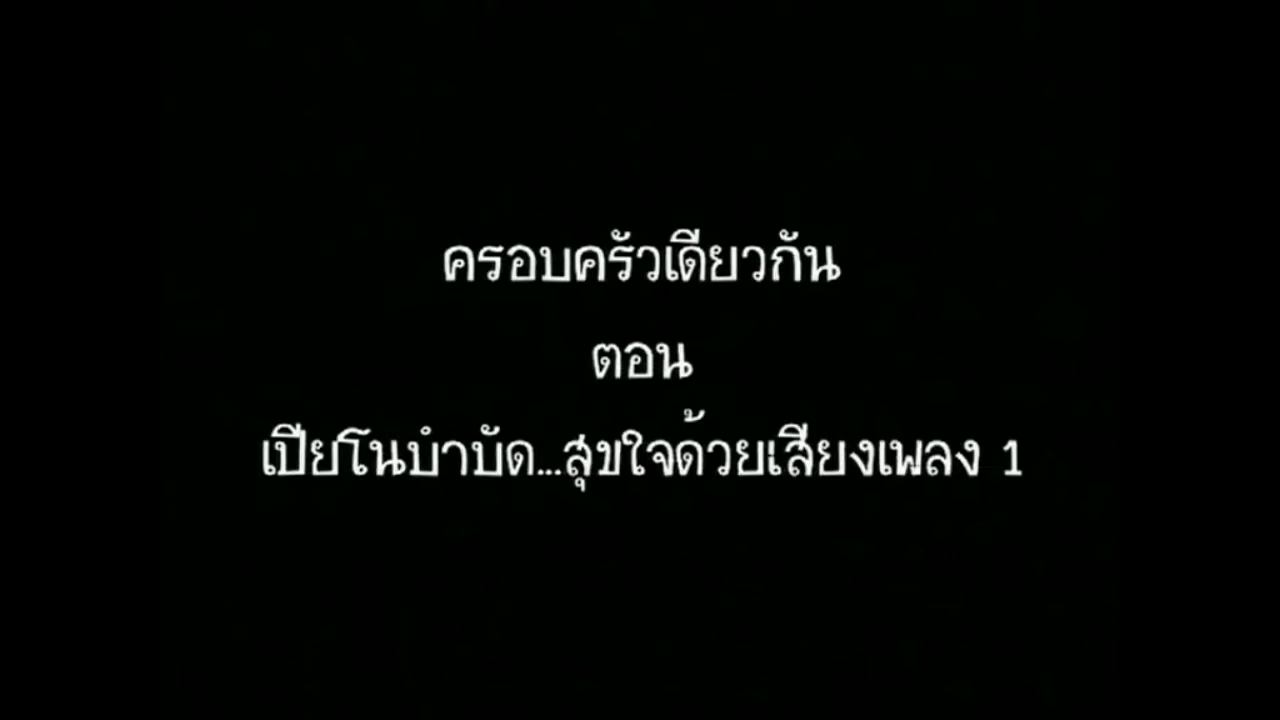 ครอบครัวเดียวกัน
ตอน
เปียโนบำบัด...สุขใจด้วยเสียงเพลง 1